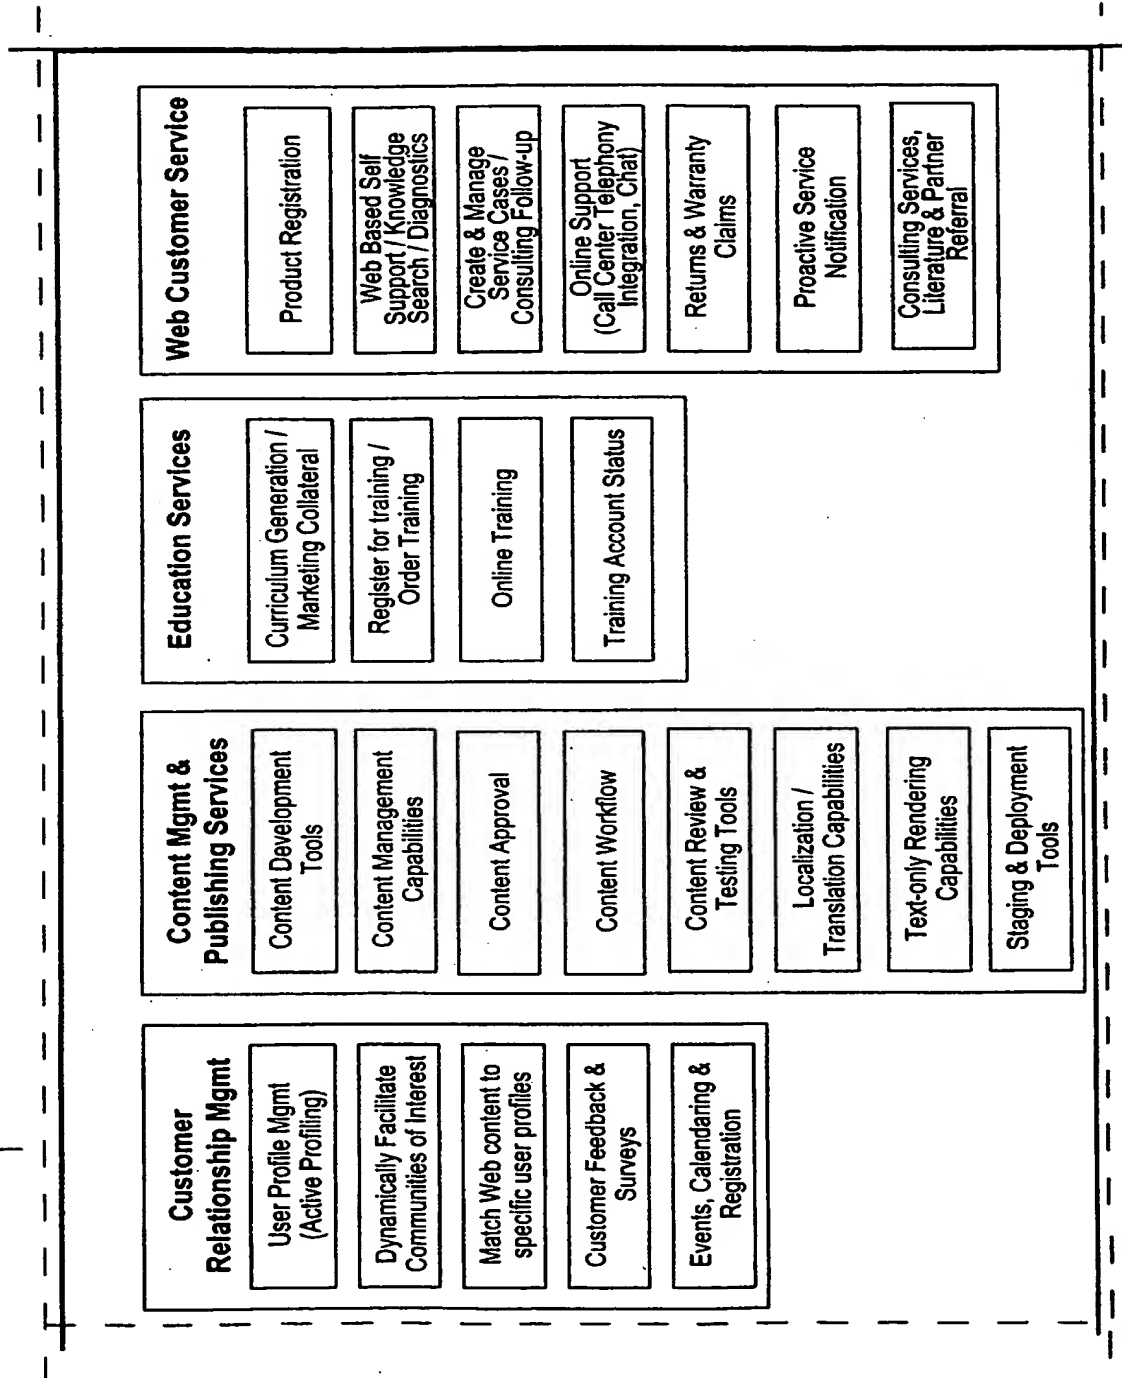 Customer
Relationship Mgmt
User Profile Mgmt
(Active Profiling)
Dynamically Facilitate
Communities of Interest
Match Web content to
specific user profiles
Customer Feedback &
Surveys
Events, Calendaring &
Registration
Content Mgmt &
Publishing Services
Content Development
Tools
Content Management
Capabilities
Content Approval
Content Workflow
Content Review &
Testing Tools
Localization /
Translation Capabilities
Text-only Rendering
Capabilities
Staging & Deployment
Tools
Education Services
Curriculum Generation /
Marketing Collateral
Register for training /
Order Training
Online Training
Training Account Status
Web Customer Service
Product Registration
Web Based Self
Support / Knowledge
Search / Diagnostics
Create & Manage
Service Cases /
Consulting Follow-up
Online Support
(Call Center Telephony
Integration, Chat)
Returns & Warranty
Claims
Proactive Service
Notification
Consulting Services,
Literature & Partner
Referral